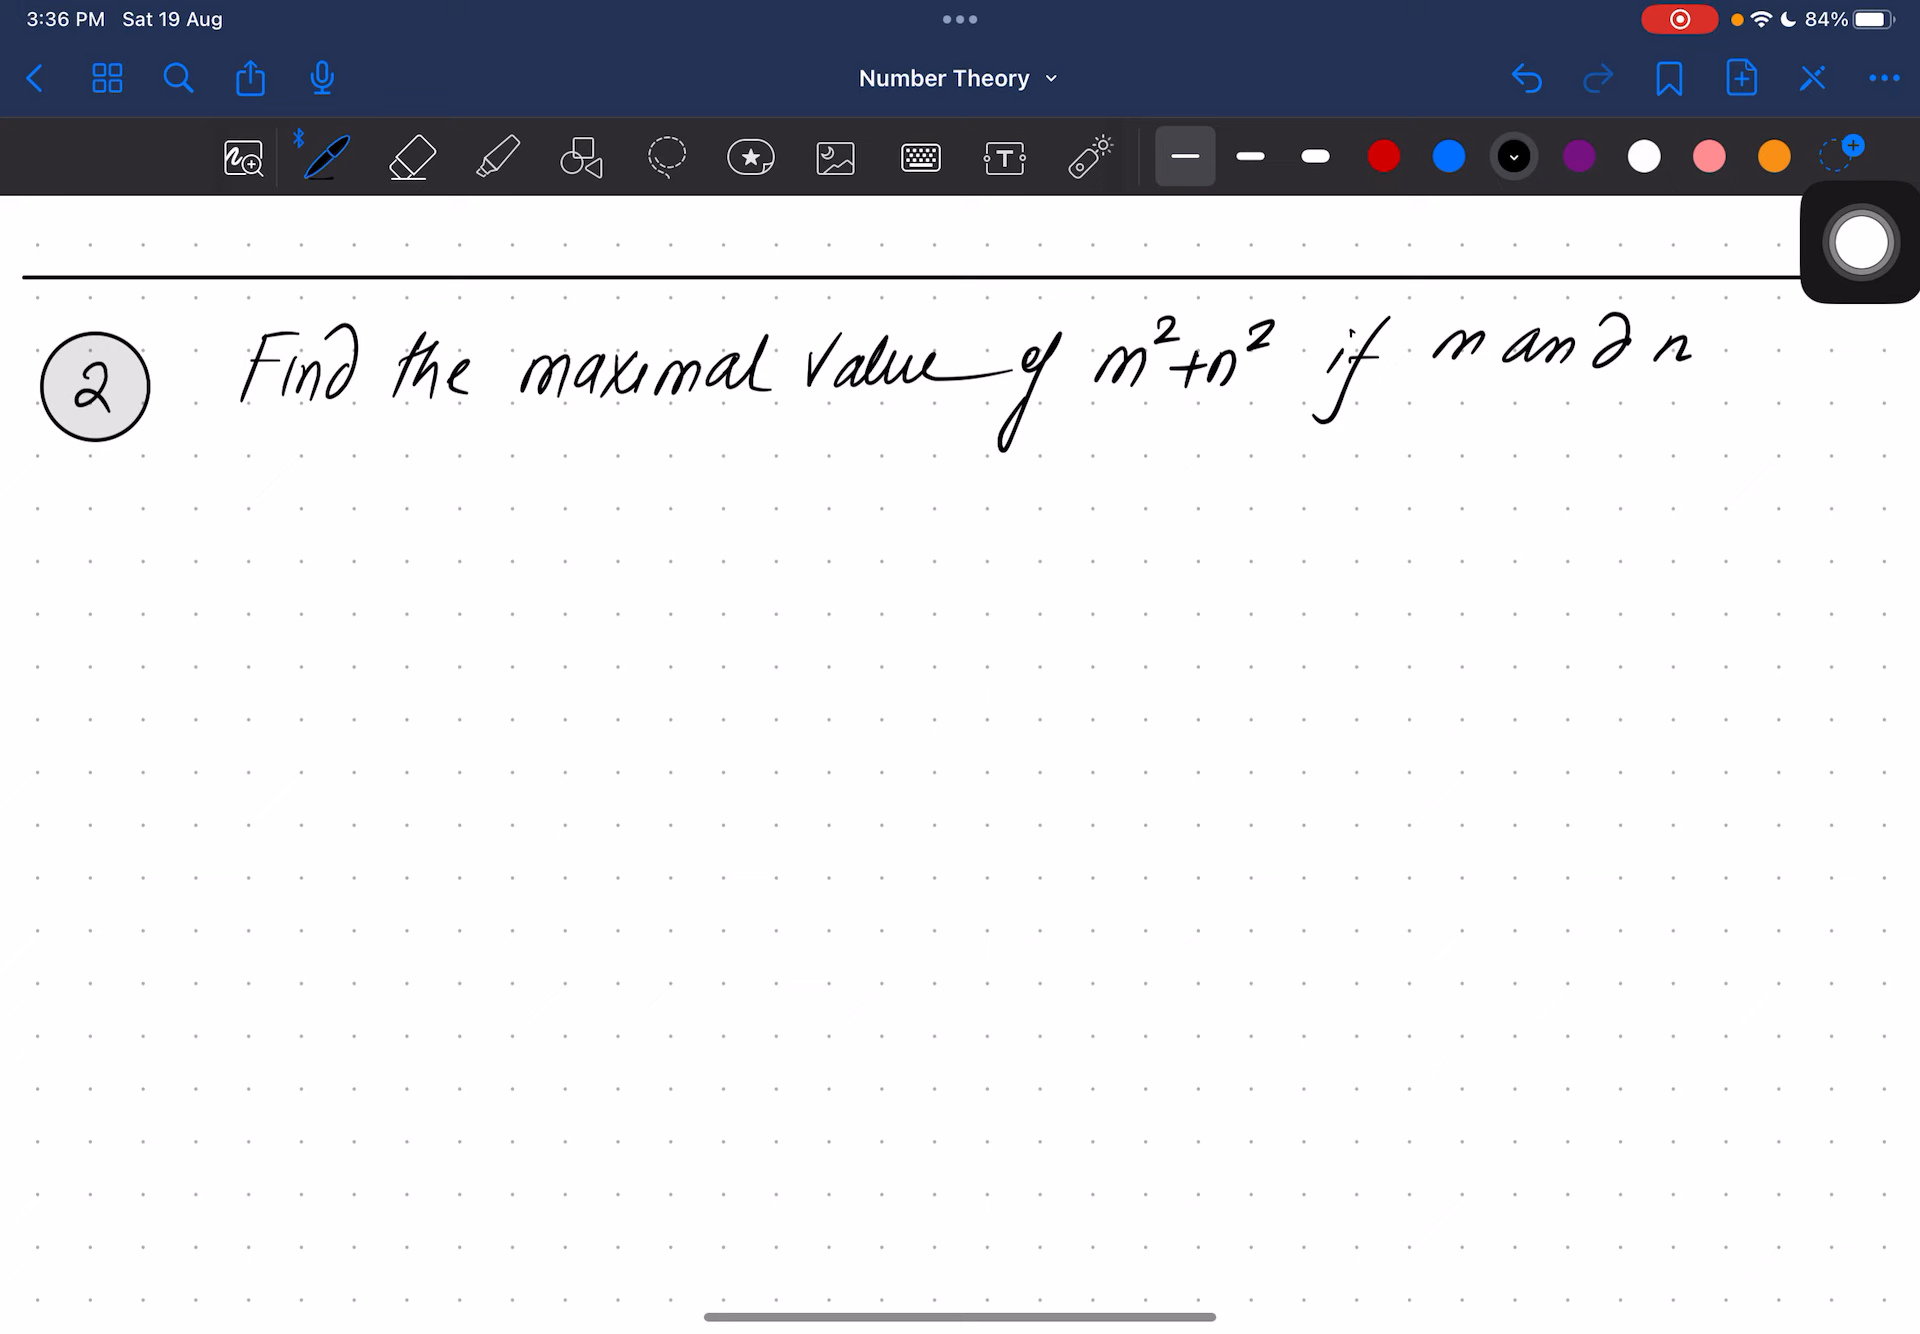 3:36 PM Sat 19 Aug
84%
Number Theory
T
2 Find the maximal value of m²+n² if m and n